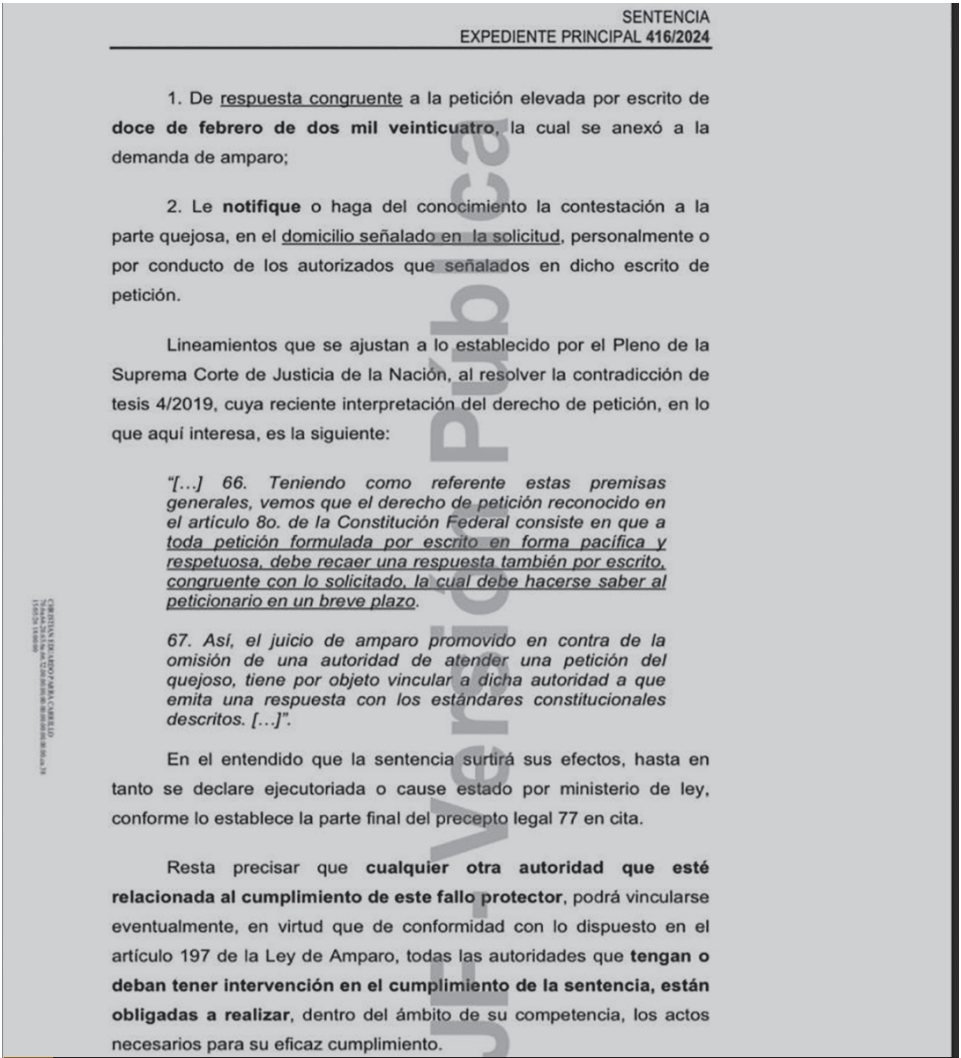 SENTENCIA
EXPEDIENTE PRINCIPAL 416/2024
1. De respuesta congruente a la petición elevada por escrito de
doce de febrero de dos mil veinticuatro, la cual se anexó a la
demanda de amparo;
2. Le notifique o haga del conocimiento la contestación a la
parte quejosa, en el domicilio señalado en la solicitud, personalmente o
por conducto de los autorizados que señalados en dicho escrito de
petición.
Lineamientos que se ajustan a lo establecido por el Pleno de la
Suprema Corte de Justicia de la Nación, al resolver la contradicción de
tesis 4/2019, cuya reciente interpretación del derecho de petición, en lo
que aquí interesa, es la siguiente:
“[…] 66. Teniendo como referente estas premisas
generales, vemos que el derecho de petición reconocido en
el artículo 8o. de la Constitución Federal consiste en que a
toda petición formulada por escrito en forma pacífica y
respetuosa, debe recaer una respuesta también por escrito,
congruente con lo solicitado, la cual debe hacerse saber al
peticionario en un breve plazo.
67. Así, el juicio de amparo promovido en contra de la
omisión de una autoridad de atender una petición del
quejoso, tiene por objeto vincular a dicha autoridad a que
emita una respuesta con los estándares constitucionales
descritos. […]”.
En el entendido que la sentencia surtirá sus efectos, hasta en
tanto se declare ejecutoriada o cause estado por ministerio de ley,
conforme lo establece la parte final del precepto legal 77 en cita.
Resta precisar que cualquier otra autoridad que esté
relacionada al cumplimiento de este fallo protector, podrá vincularse
eventualmente, en virtud que de conformidad con lo dispuesto en el
artículo 197 de la Ley de Amparo, todas las autoridades que tengan o
deban tener intervención en el cumplimiento de la sentencia, están
obligadas a realizar, dentro del ámbito de su competencia, los actos
necesarios para su eficaz cumplimiento.
JF - Versión Pública
CHRISTIAN EDUARDO PARRA CARRILLO